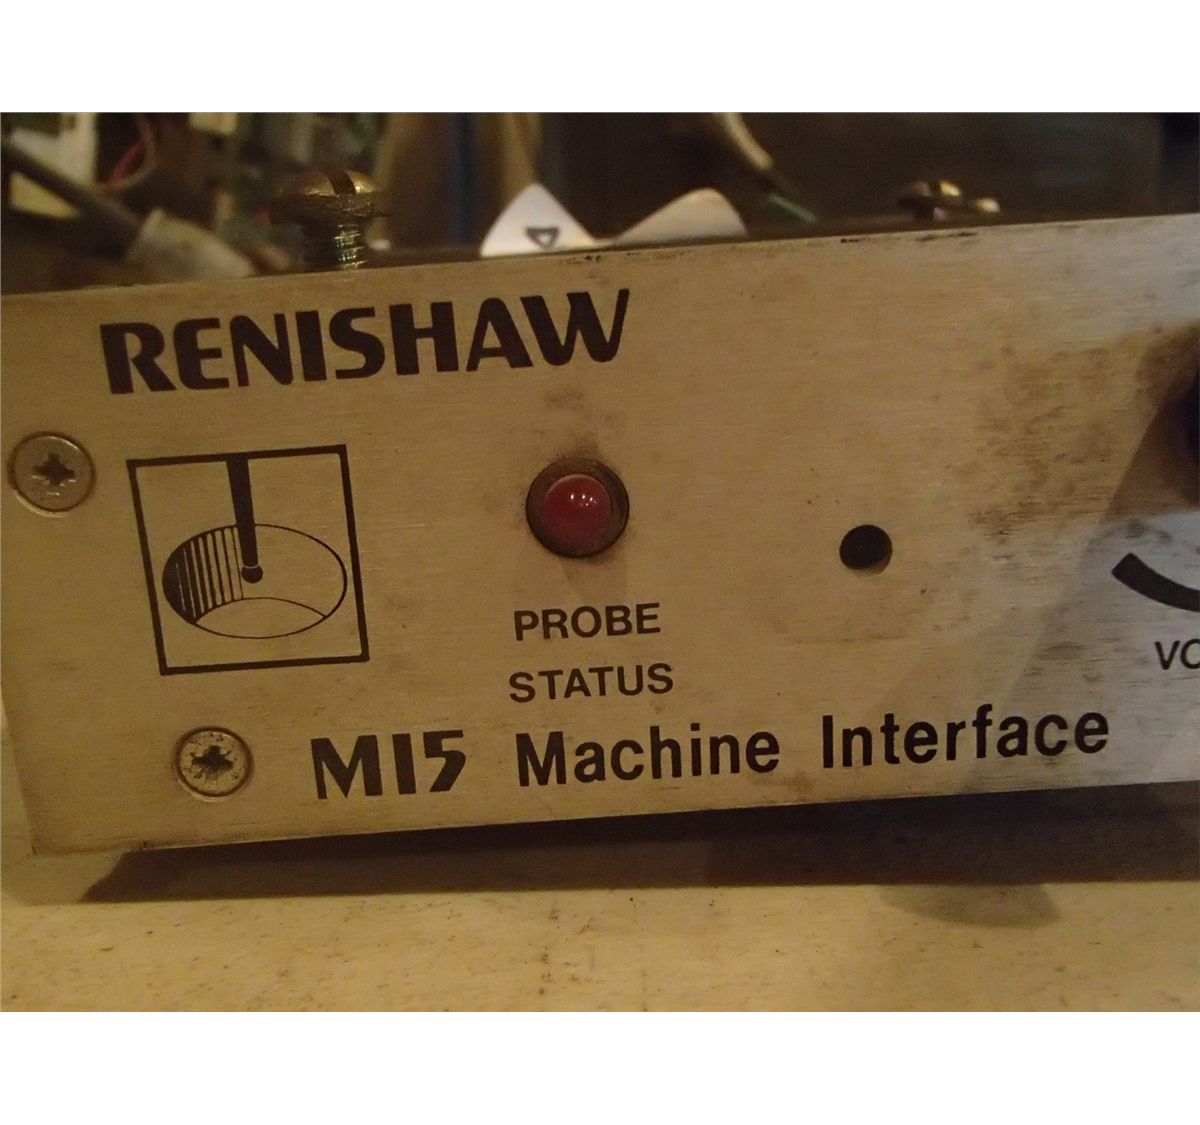 RENISHAW
PROBE
STATUS
MI5 Machine Interface